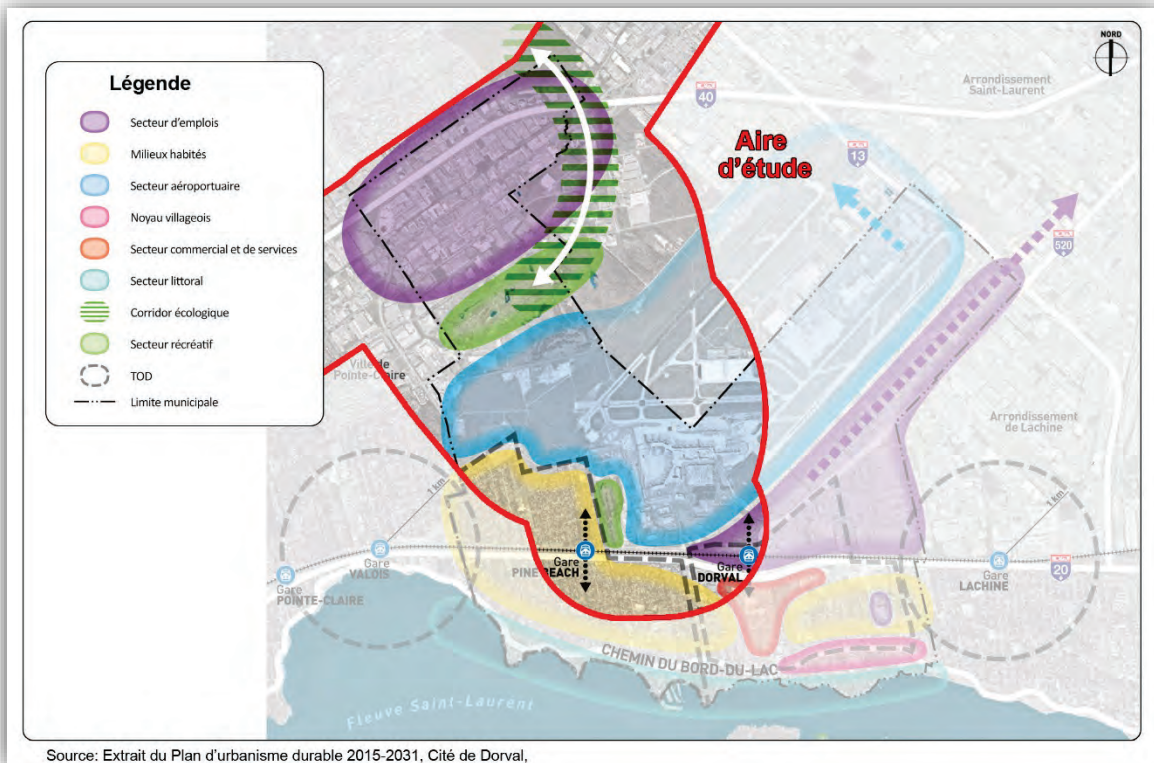 Légende
Secteur d'emplois
Milieux habités
Secteur aéroportuaire
Noyau villageois
Secteur commercial et de services
Secteur littoral
Corridor écologique
Secteur récréatif
TOD
Limite municipale
NORD
Arrondissement
Saint-Laurent
40
Aire
d'étude
13
520
Ville de
Pointe-Claire
Arrondissement
de Lachine
1 km
1 km
Gare
VALOIS
Gare
PINE BEACH
Gare
DORVAL
Gare
LACHINE
20
Gare
POINTE-CLAIRE
CHEMIN DU BORD-DU-LAC
Fleuve Saint-Laurent
Source: Extrait du Plan d'urbanisme durable 2015-2031, Cité de Dorval,